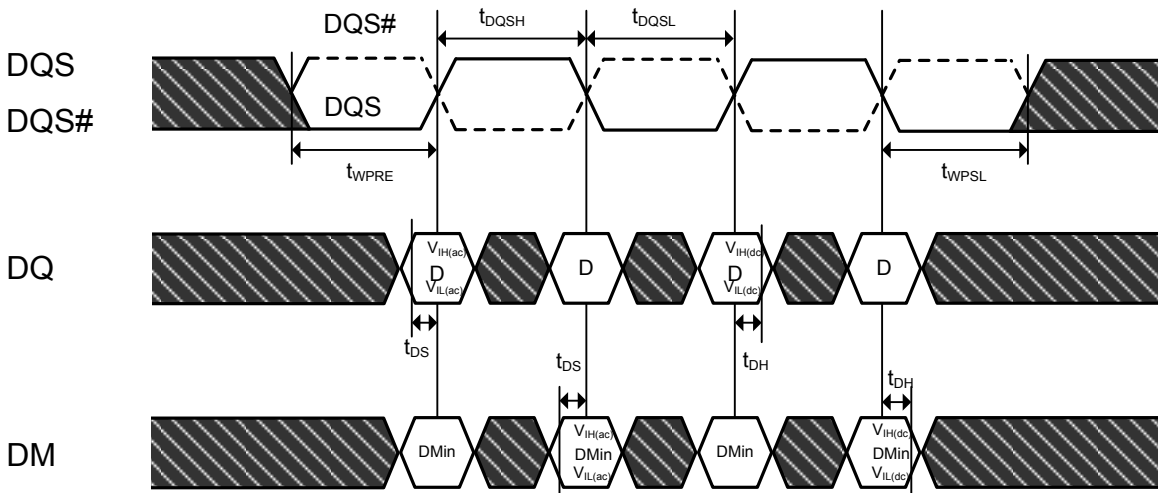 DQS#
tDQSH
tDQSL
DQS
DQS
DQS#
tWPRE
tWPSL
DQ
VIH(ac)
D
VIL(ac)
D
VIH(dc)
D
VIL(dc)
D
tDS
tDS
tDH
tDH
DM
DMin
VIH(ac)
DMin
VIL(ac)
DMin
VIH(dc)
DMin
VIL(dc)